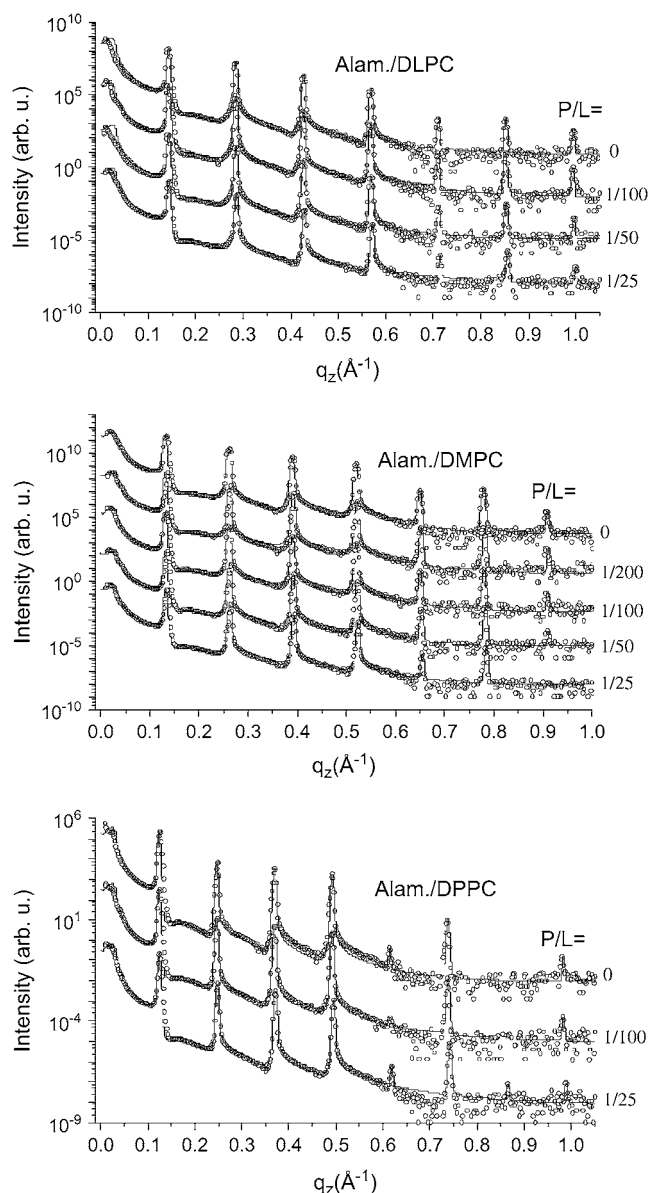 10^10
10^5
10^0
10^-5
10^-10
Intensity (arb. u.)
Alam./DLPC
P/L=
0
1/100
1/50
1/25
0.0 0.1 0.2 0.3 0.4 0.5 0.6 0.7 0.8 0.9 1.0
q_z(Å^-1)
10^10
10^5
10^0
10^-5
10^-10
Intensity (arb. u.)
Alam./DMPC
P/L=
0
1/200
1/100
1/50
1/25
0.0 0.1 0.2 0.3 0.4 0.5 0.6 0.7 0.8 0.9 1.0
q_z(Å^-1)
10^6
10^1
10^-4
10^-9
Intensity (arb. u.)
Alam./DPPC
P/L=
0
1/100
1/25
0.0 0.1 0.2 0.3 0.4 0.5 0.6 0.7 0.8 0.9 1.0
q_z(Å^-1)